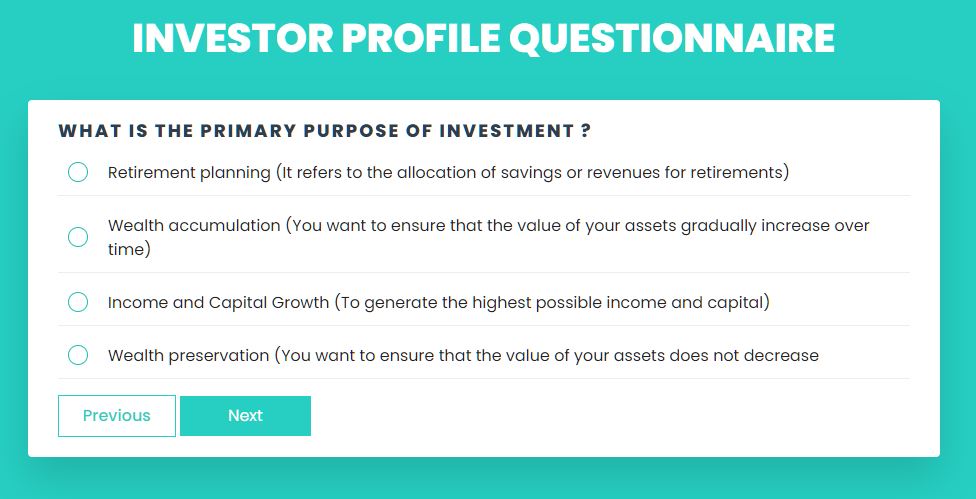 INVESTOR PROFILE QUESTIONNAIRE
WHAT IS THE PRIMARY PURPOSE OF INVESTMENT ?
Retirement planning (It refers to the allocation of savings or revenues for retirements)
Wealth accumulation (You want to ensure that the value of your assets gradually increase over
time)
Income and Capital Growth (To generate the highest possible income and capital)
Wealth preservation (You want to ensure that the value of your assets does not decrease
Previous
Next